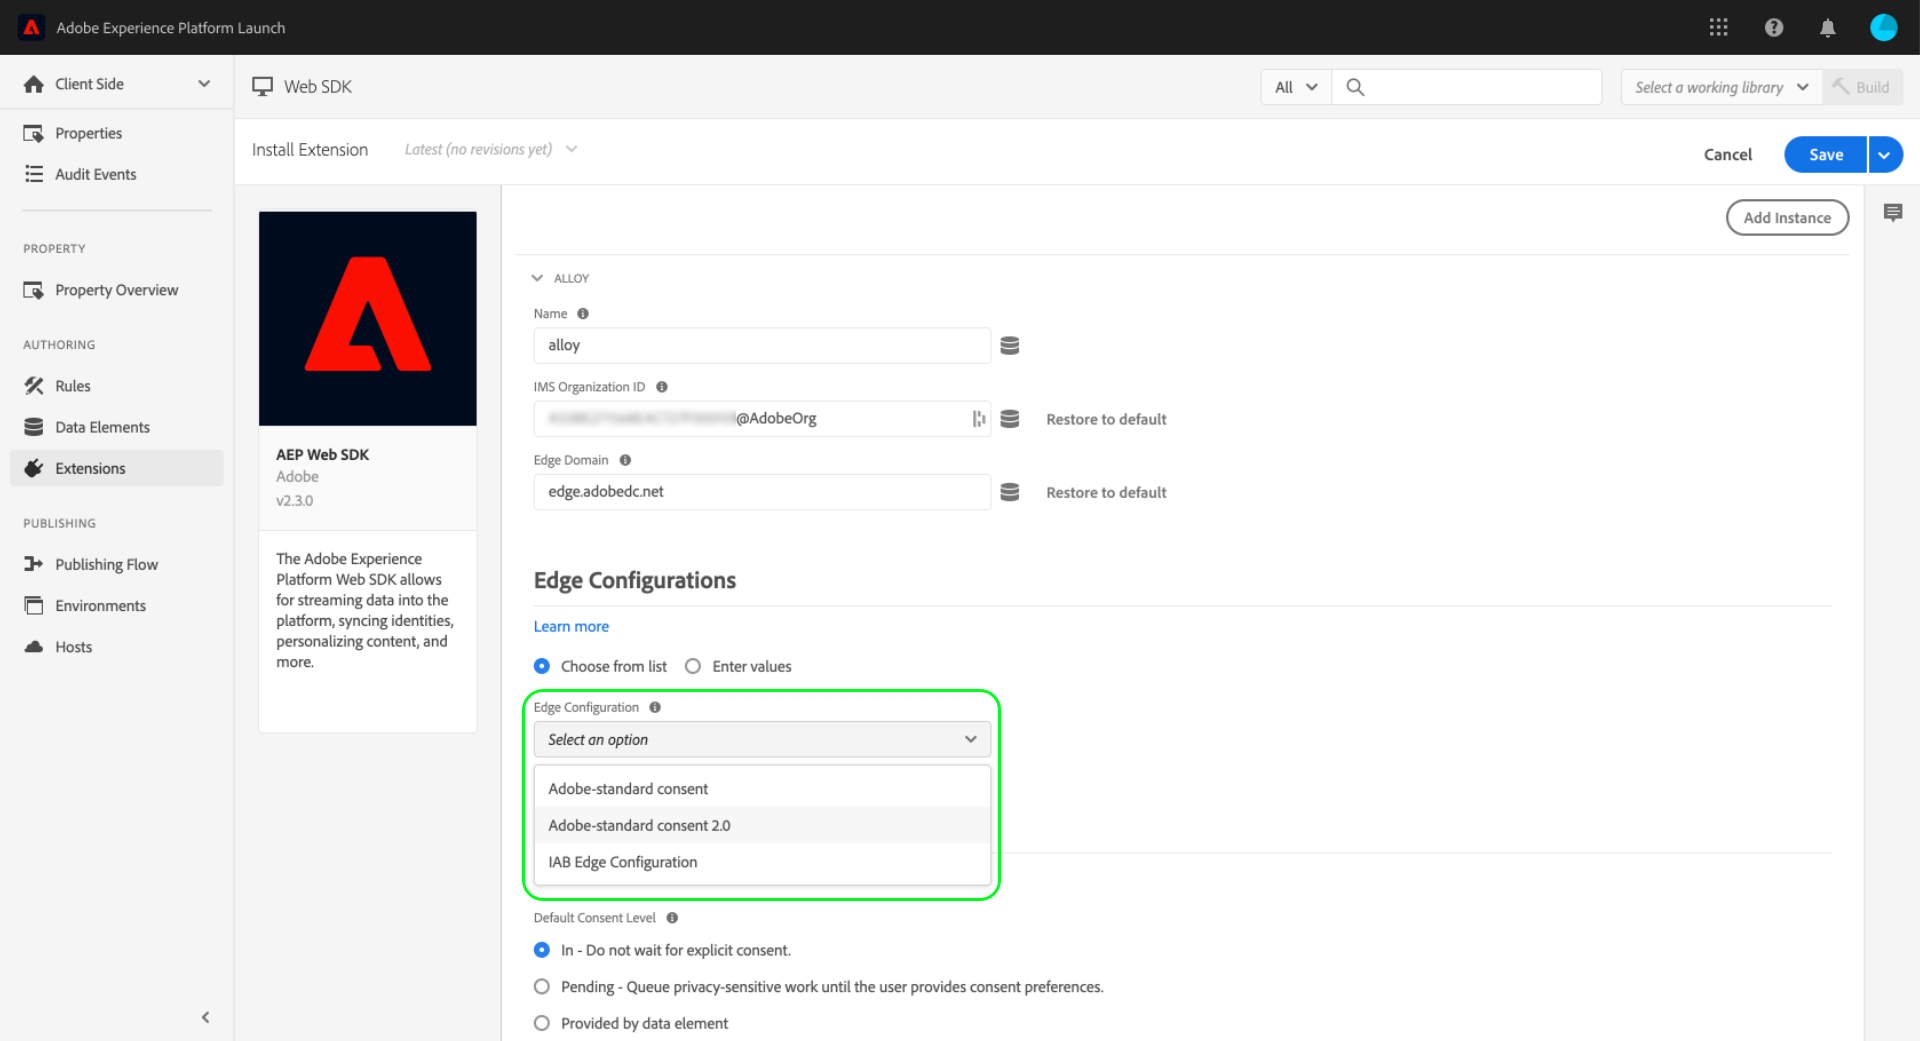 Adobe Experience Platform Launch
Client Side
Web SDK
All
Select a working library
Build
Properties
Audit Events
Install Extension
Latest (no revisions yet)
Cancel
Save
PROPERTY
Property Overview
AUTHORING
Rules
Data Elements
Extensions
PUBLISHING
Publishing Flow
Environments
Hosts
AEP Web SDK
Adobe
v2.3.0
The Adobe Experience
Platform Web SDK allows
for streaming data into the
platform, syncing identities,
personalizing content, and
more.
Add Instance
ALLOY
Name
alloy
IMS Organization ID
@AdobeOrg
Restore to default
Edge Domain
edge.adobedc.net
Restore to default
Edge Configurations
Learn more
Choose from list
Enter values
Edge Configuration
Select an option
Adobe-standard consent
Adobe-standard consent 2.0
IAB Edge Configuration
Default Consent Level
In - Do not wait for explicit consent.
Pending - Queue privacy-sensitive work until the user provides consent preferences.
Provided by data element